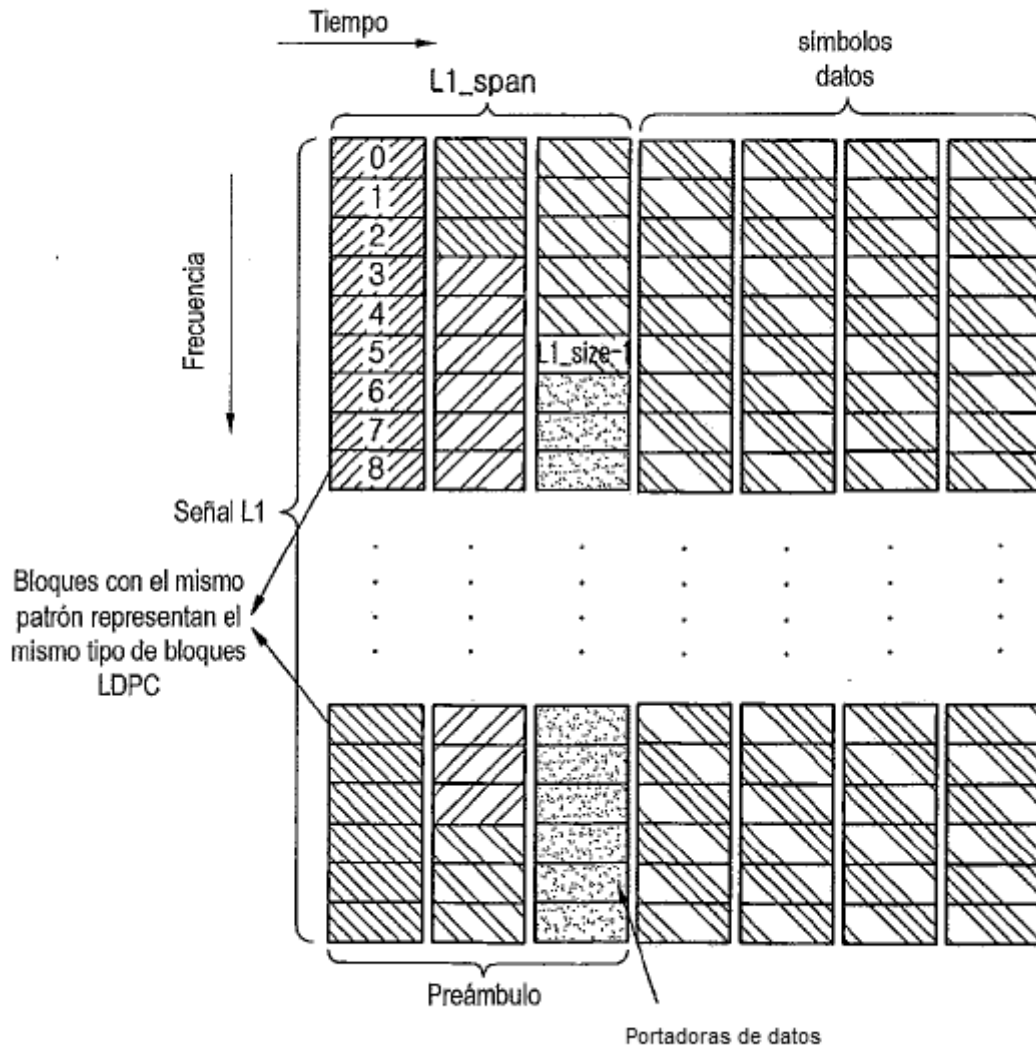 Tiempo
símbolos
datos
L1_span
0
1
2
3
4
5
6
7
8
L1_size-1
Frecuencia
Señal L1
Bloques con el mismo
patrón representan el
mismo tipo de bloques
LDPC
Preámbulo
Portadoras de datos